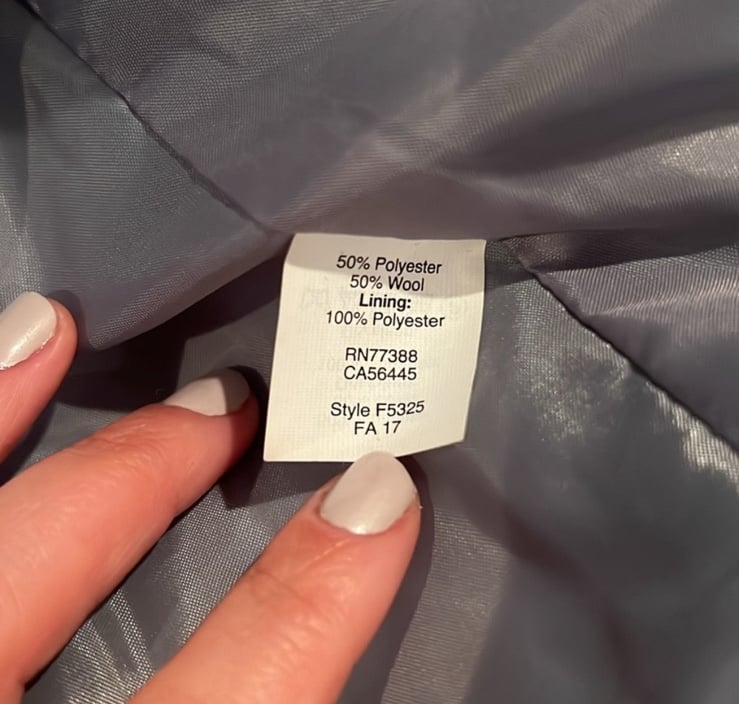 50% Polyester
50% Wool
Lining:
100% Polyester
RN77388
CA56445
Style F5325
FA 17